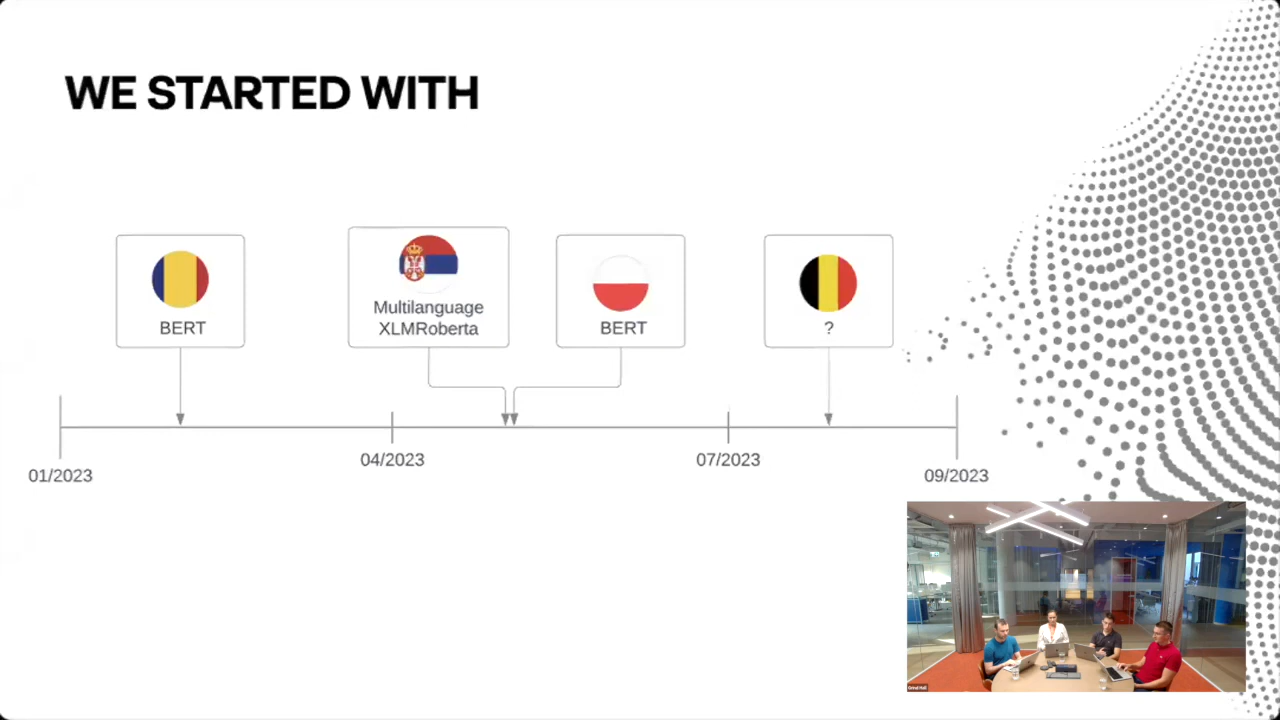 WE STARTED WITH
BERT
Multilanguage
XLMRoberta
BERT
?
01/2023
04/2023
07/2023
09/2023